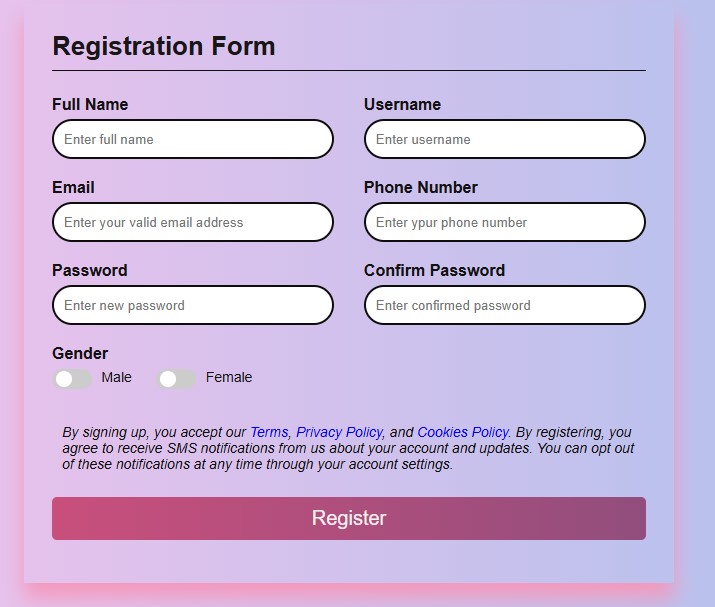 Registration Form
Full Name
Username
Enter full name
Enter username
Email
Phone Number
Enter your valid email address
Enter ypur phone number
Password
Confirm Password
Enter new password
Enter confirmed password
Gender
Male
Female
By signing up, you accept our Terms, Privacy Policy, and Cookies Policy. By registering, you
agree to receive SMS notifications from us about your account and updates. You can opt out
of these notifications at any time through your account settings.
Register